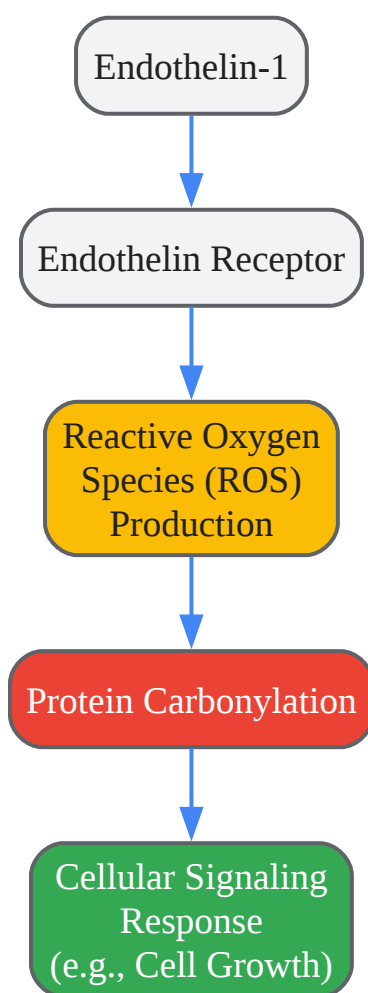 Endothelin-1
Endothelin Receptor
Reactive Oxygen
Species (ROS)
Production
Protein Carbonylation
Cellular Signaling
Response
(e.g., Cell Growth)